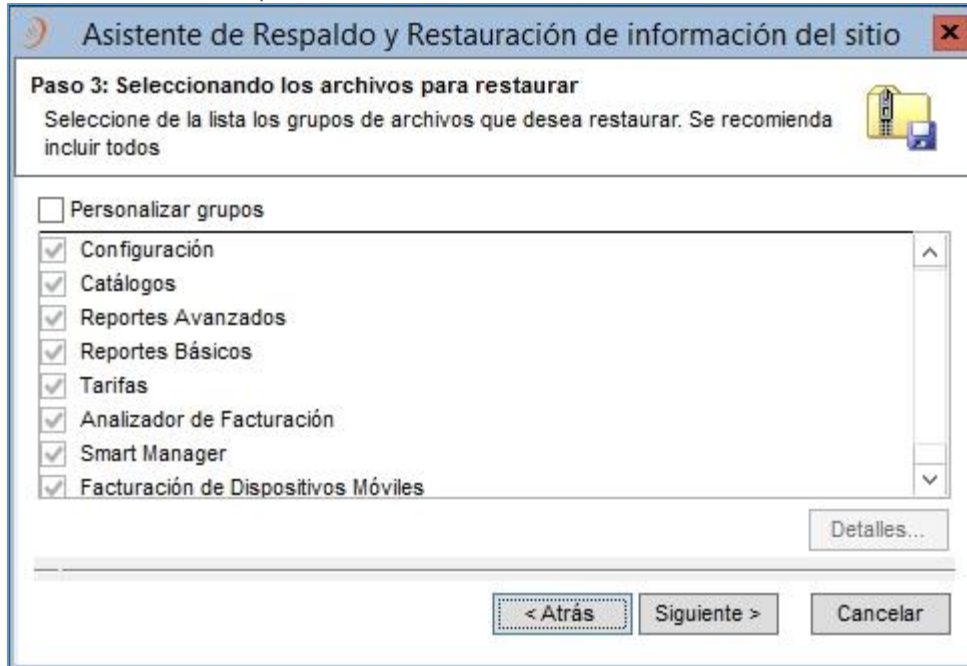 Asistente de Respaldo y Restauración de información del sitio
Paso 3: Seleccionando los archivos para restaurar
Seleccione de la lista los grupos de archivos que desea restaurar. Se recomienda
incluir todos
Personalizar grupos
Configuración
Catálogos
Reportes Avanzados
Reportes Básicos
Tarifas
Analizador de Facturación
Smart Manager
Facturación de Dispositivos Móviles
Detalles...
< Atrás
Siguiente >
Cancelar